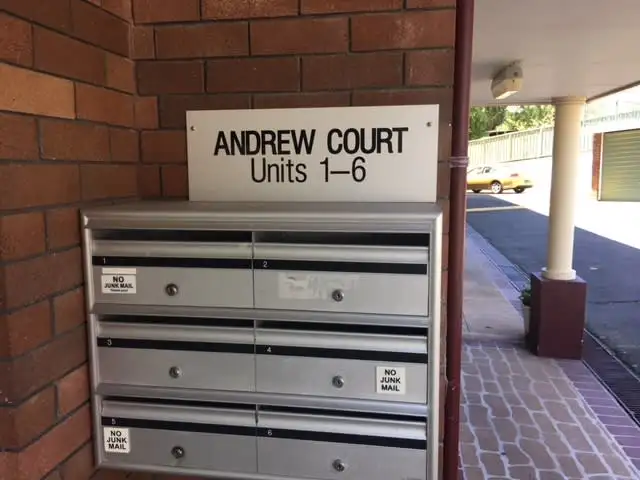 ANDREW COURT
Units 1–6
1
2
NO
JUNK MAIL
3
4
NO
JUNK
MAIL
5
6
NO
JUNK
MAIL